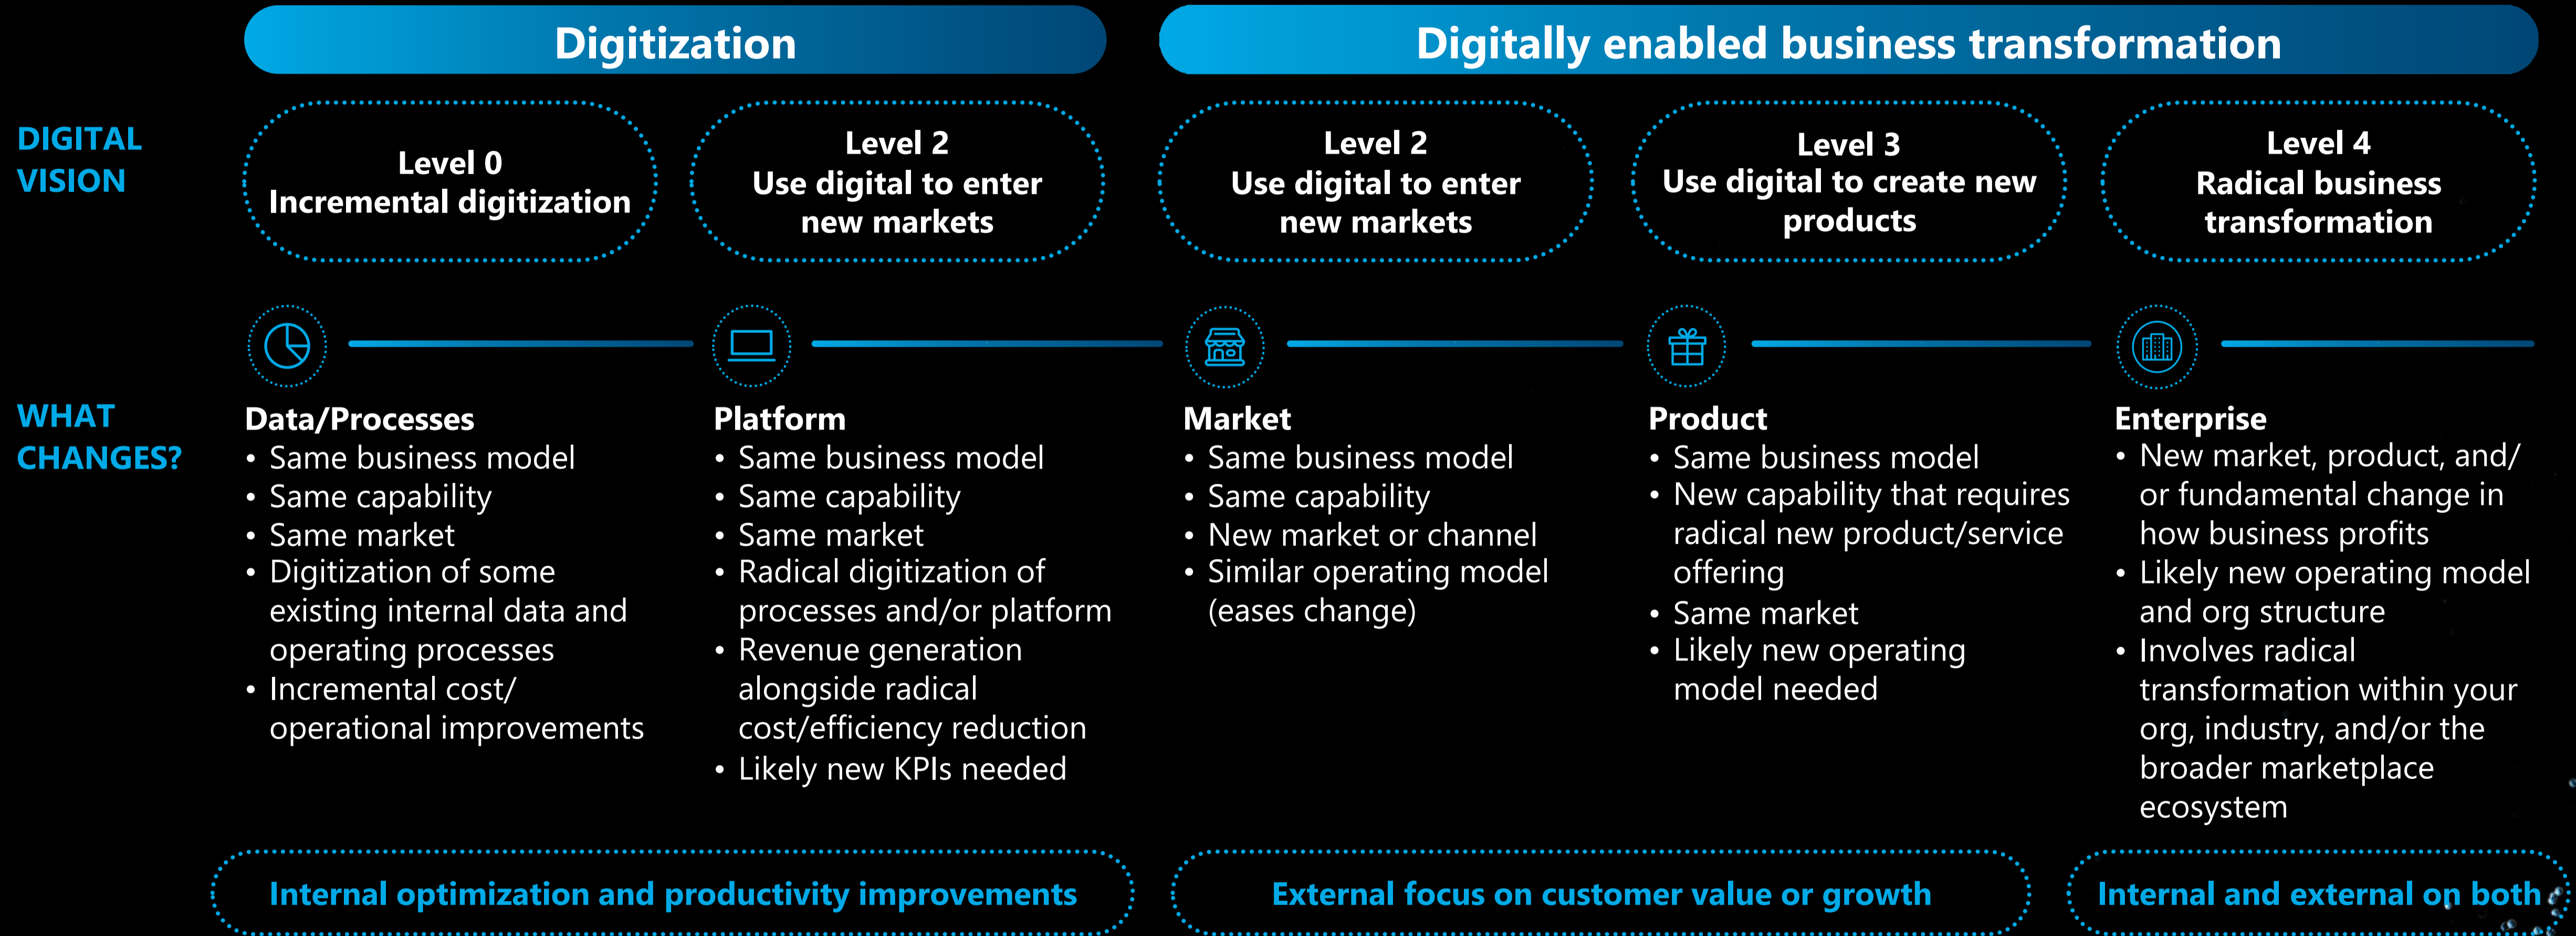 Digitization
Digitally enabled business transformation
DIGITAL
VISION
Level 0
Incremental digitization
Level 2
Use digital to enter
new markets
Level 2
Use digital to enter
new markets
Level 3
Use digital to create new
products
Level 4
Radical business
transformation
WHAT
CHANGES?
Data/Processes
• Same business model
• Same capability
• Same market
• Digitization of some
existing internal data and
operating processes
• Incremental cost/
operational improvements
Platform
• Same business model
• Same capability
• Same market
• Radical digitization of
processes and/or platform
• Revenue generation
alongside radical
cost/efficiency reduction
• Likely new KPIs needed
Market
• Same business model
• Same capability
• New market or channel
• Similar operating model
(eases change)
Product
• Same business model
• New capability that requires
radical new product/service
offering
• Same market
• Likely new operating
model needed
Enterprise
• New market, product, and/
or fundamental change in
how business profits
• Likely new operating model
and org structure
• Involves radical
transformation within your
org, industry, and/or the
broader marketplace
ecosystem
Internal optimization and productivity improvements
External focus on customer value or growth
Internal and external on both